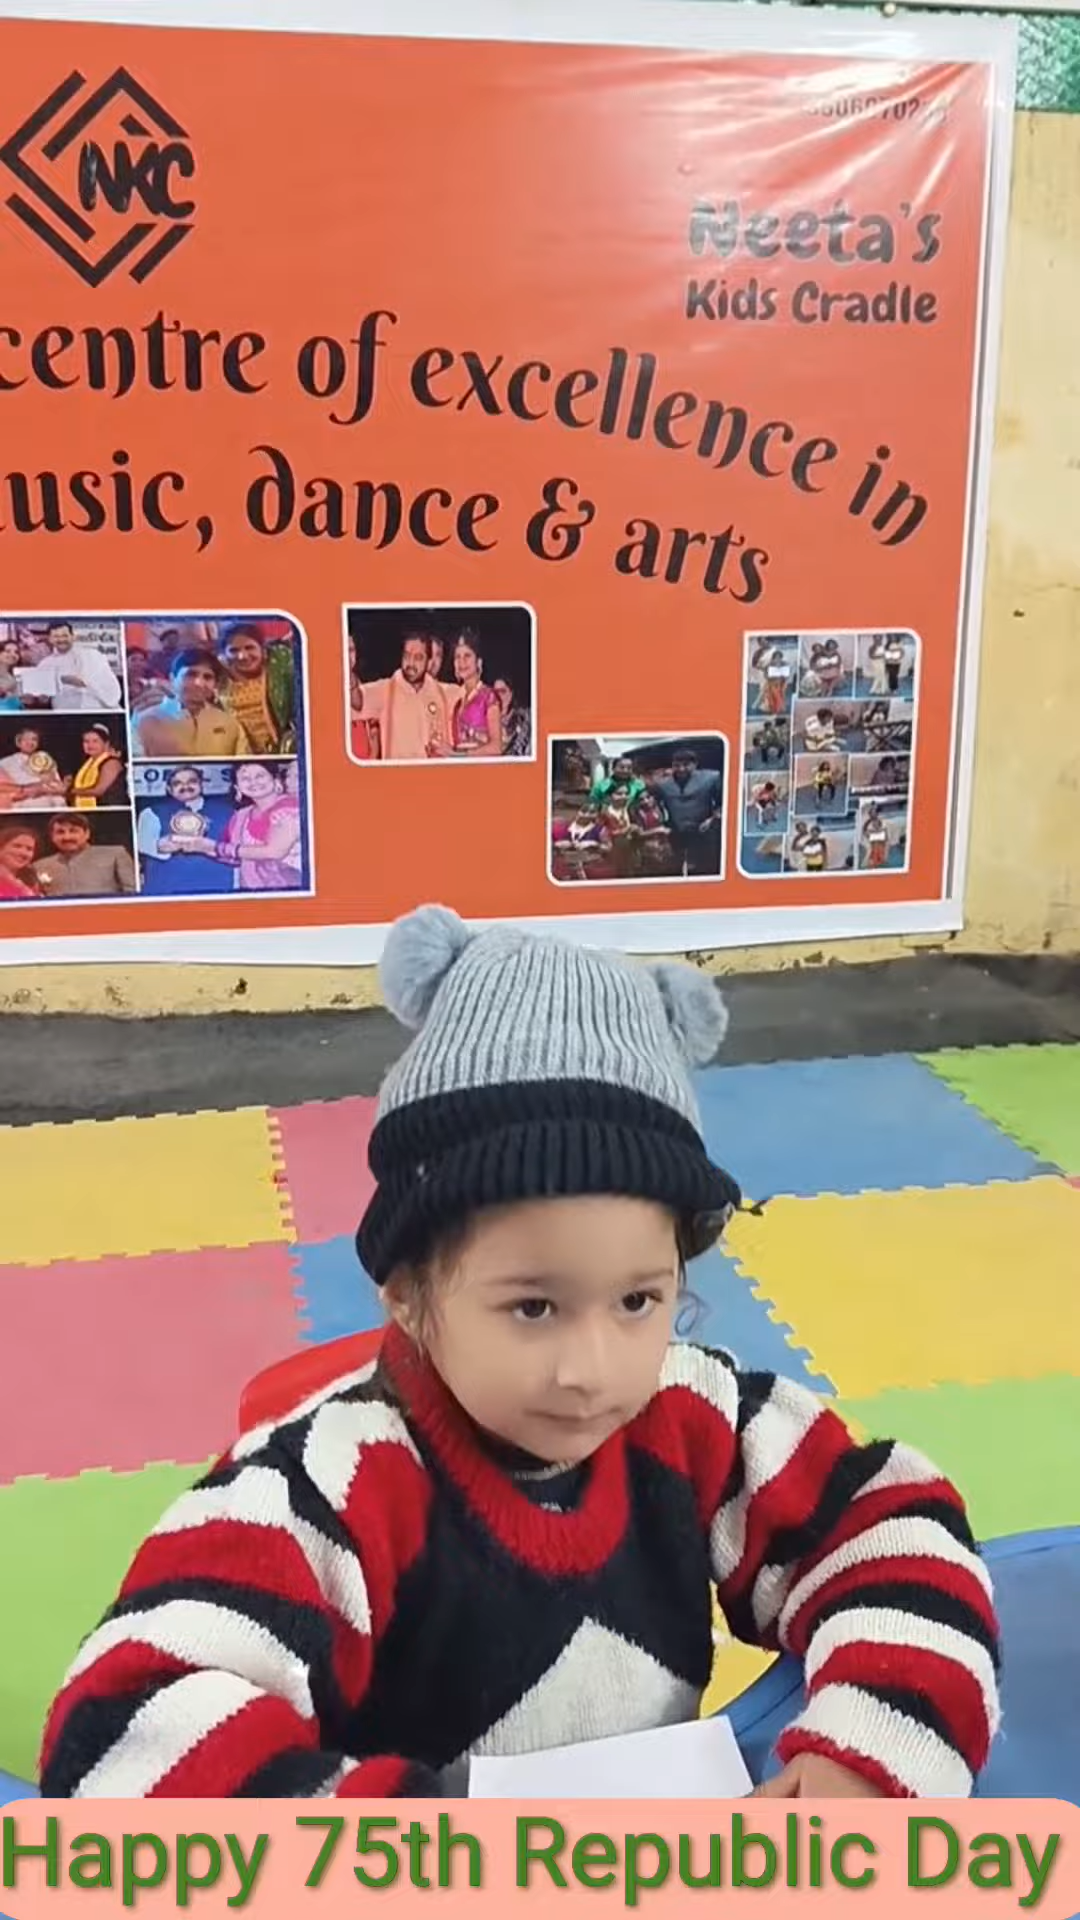 NKC
Neeta's
Kids Cradle
centre of excellence in
usic, dance & arts
Happy 75th Republic Day